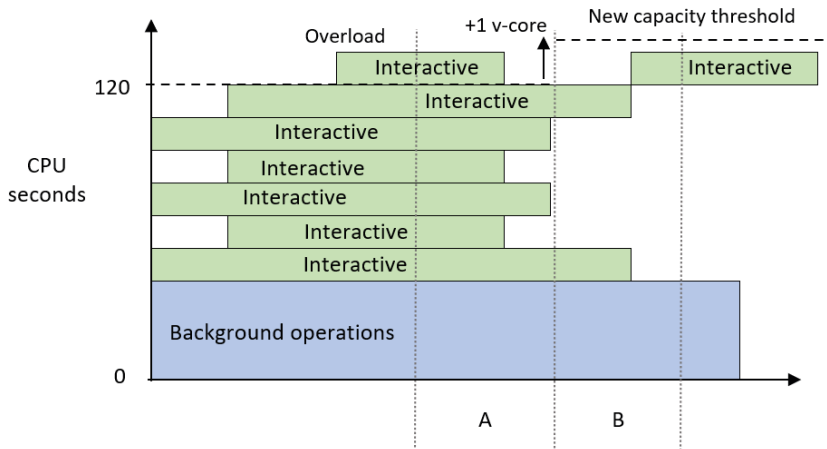 New capacity threshold
+1 v-core
Overload
Interactive
Interactive
120
Interactive
Interactive
CPU
seconds
Interactive
Interactive
Interactive
Interactive
Background operations
0
A
B